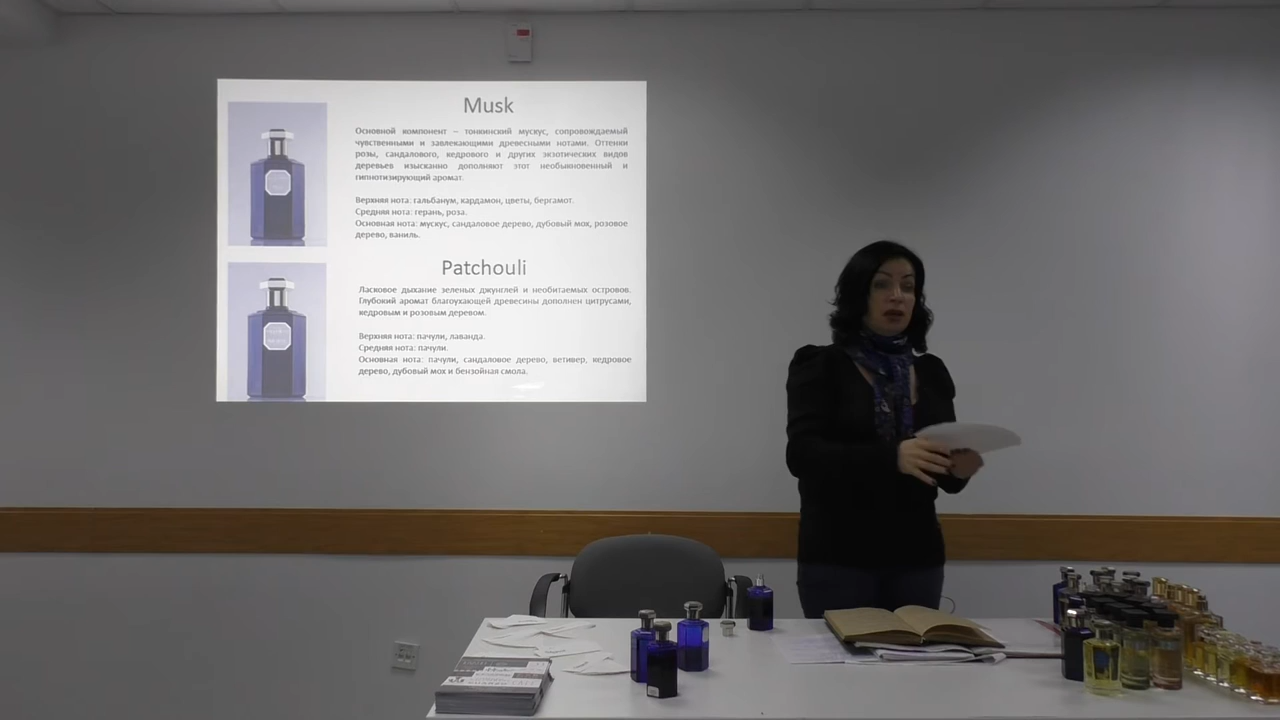 Musk
Основной компонент – тонкинский мускус, сопровождаемый
чувственными и завлекающими древесными нотами. Оттенки
розы, сандалового, кедрового и других экзотических видов
деревьев изысканно дополняют этот необыкновенный и
гипнотизирующий аромат.
Верхняя нота: гальбанум, кардамон, цветы, бергамот.
Средняя нота: герань, роза.
Основная нота: мускус, сандаловое дерево, дубовый мох, розовое
дерево, ваниль.
Patchouli
Ласковое дыхание зеленых джунглей и необитаемых островов.
Глубокий аромат благоухающей древесины дополнен цитрусами,
кедровым и розовым деревом.
Верхняя нота: пачули, лаванда.
Средняя нота: пачули.
Основная нота: пачули, сандаловое дерево, ветивер, кедровое
дерево, дубовый мох и бензойная смола.